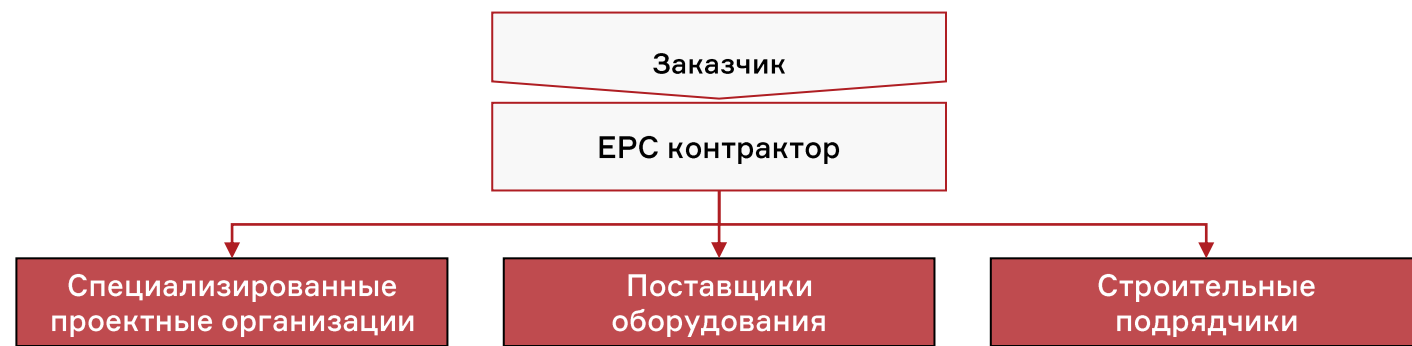 Заказчик
EPC контрактор
Специализированные
проектные организации
Поставщики
оборудования
Строительные
подрядчики